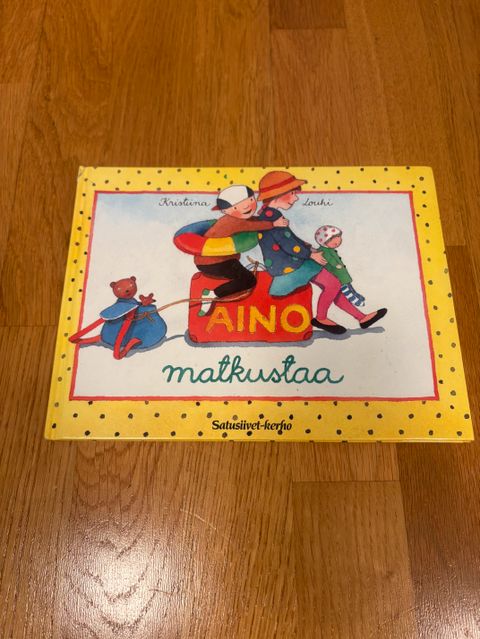 Kristiina Louhi
AINO
matkustaa
Satusiivet-kerho